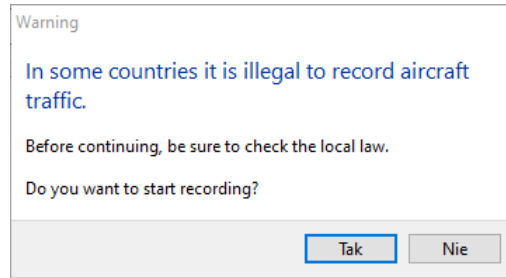 Warning
In some countries it is illegal to record aircraft
traffic.
Before continuing, be sure to check the local law.
Do you want to start recording?
Tak
Nie